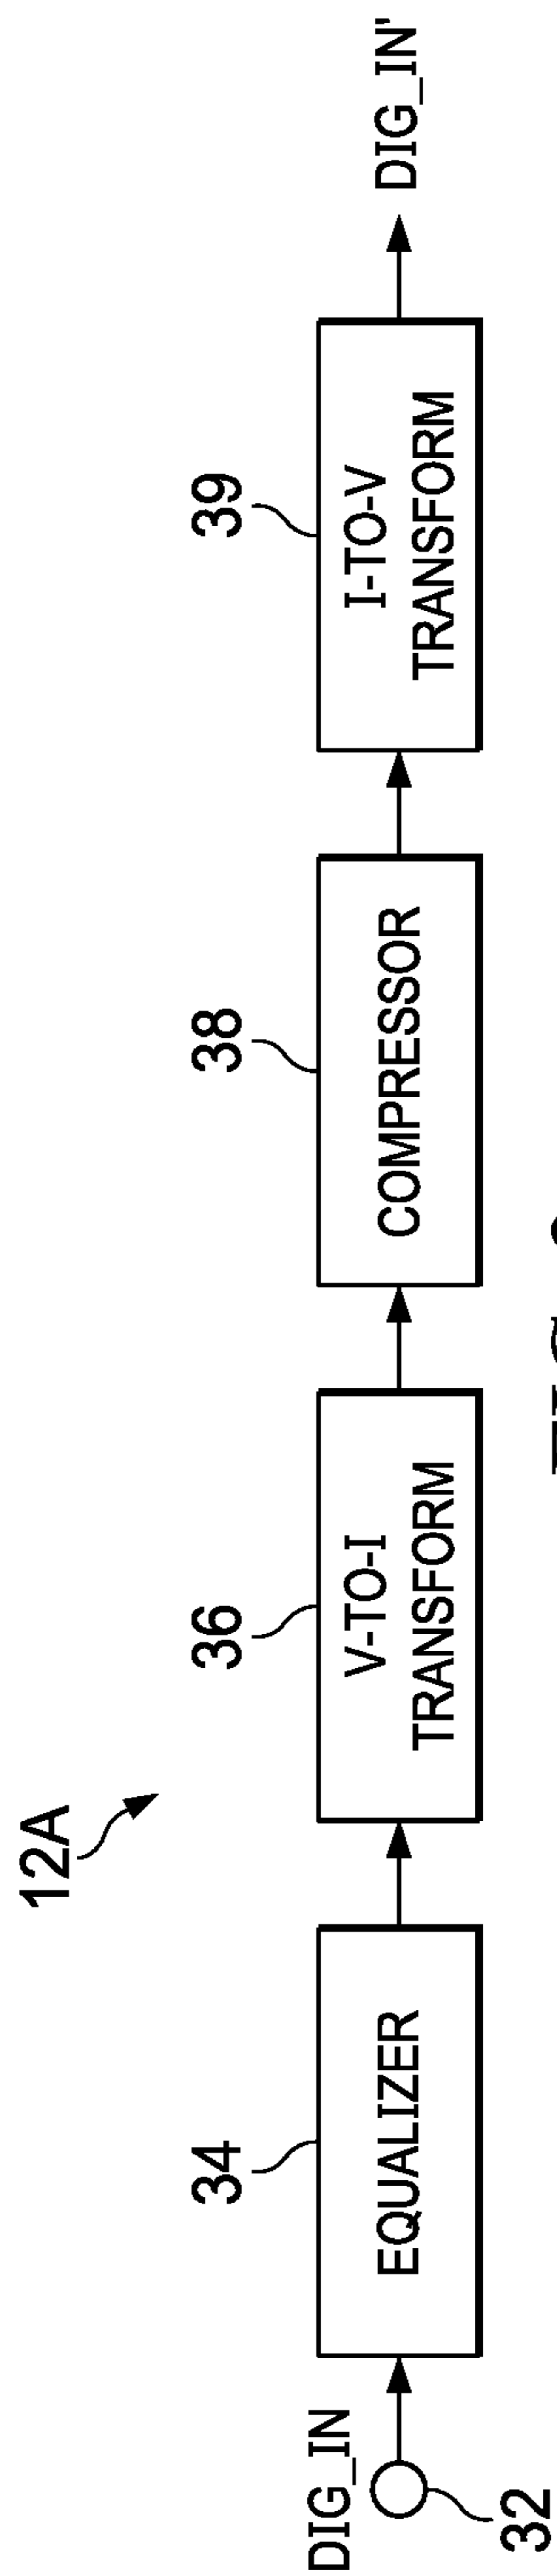 12A
DIG_IN
32
34
EQUALIZER
36
V-TO-I
TRANSFORM
38
COMPRESSOR
39
I-TO-V
TRANSFORM
DIG_IN'